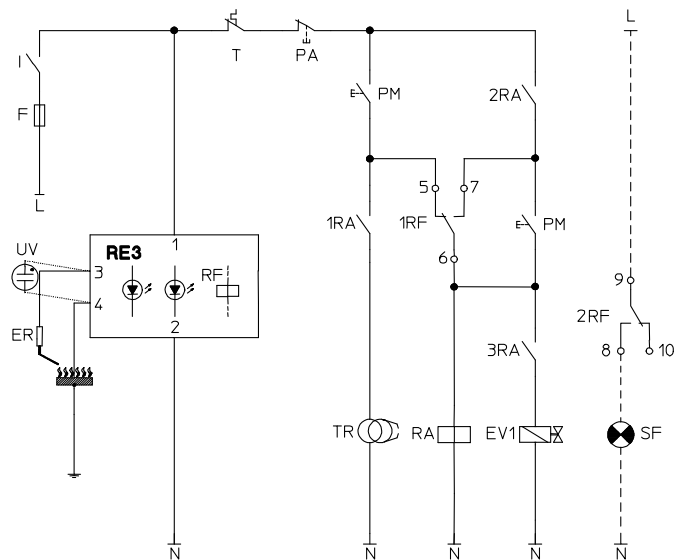 L
I
T
PA
F
PM
2RA
9
L
5
7
1RA
1RF
PM
UV
RE3
1
3
RF
6
4
2RF
ER
2
8
10
3RA
TR
RA
EV1
SF
N
N
N
N
N